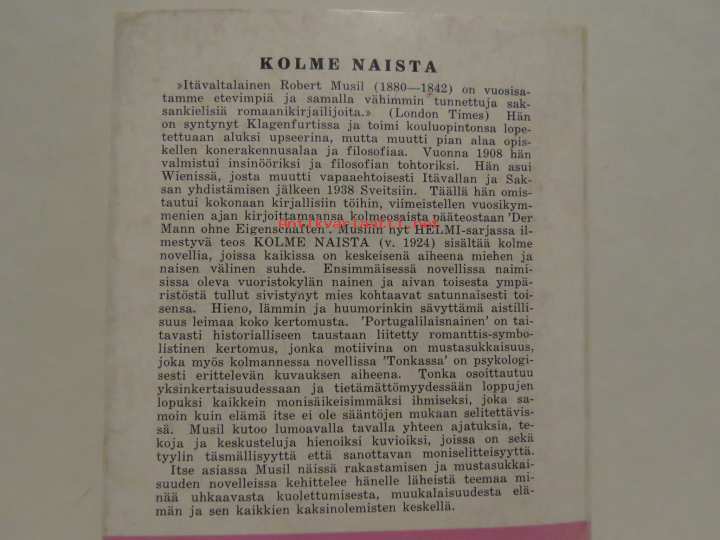 KOLME NAISTA
»Itävaltalainen Robert Musil (1880—1842) on vuosisa-
tamme etevimpiä ja samalla vähimmin tunnettuja sak-
sankielisiä romaanikirjailijoita.» (London Times) Hän
on syntynyt Klagenfurtissa ja toimi kouluopintonsa lope-
tettuaan aluksi upseerina, mutta muutti pian alaa opis-
kellen konerakennusalaa ja filosofiaa. Vuonna 1908 hän
valmistui insinööriksi ja filosofian tohtoriksi. Hän asui
Wienissä, josta muutti vapaaehtoisesti Itävallan ja Sak-
san yhdistämisen jälkeen 1938 Sveitsiin. Täällä hän omis-
tautui kokonaan kirjallisiin töihin, viimeistellen vuosikym-
menien ajan kirjoittamaansa kolmeosaista pääteostaan 'Der
Mann ohne Eigenschaften'. Musilin nyt HELMI-sarjassa il-
mestyvä teos KOLME NAISTA (v. 1924) sisältää kolme
novellia, joissa kaikissa on keskeisenä aiheena miehen ja
naisen välinen suhde. Ensimmäisessä novellissa naimi-
sissa oleva vuoristokylän nainen ja aivan toisesta ympä-
ristöstä tullut sivistynyt mies kohtaavat satunnaisesti toi-
sensa. Hieno, lämmin ja huumorinkin sävyttämä aistilli-
suus leimaa koko kertomusta. 'Portugalilaisnainen' on tai-
tavasti historialliseen taustaan liitetty romanttis-symbo-
listinen kertomus, jonka motiivina on mustasukkaisuus,
joka myös kolmannessa novellissa 'Tonkassa' on psykologi-
sesti erittelevän kuvauksen aiheena. Tonka osoittautuu
yksinkertaisuudessaan ja tietämättömyydessään loppujen
lopuksi kaikkein monisäikeisimmäksi ihmiseksi, joka sa-
moin kuin elämä itse ei ole sääntöjen mukaan selitettävis-
sä. Musil kutoo lumoavalla tavalla yhteen ajatuksia, te-
koja ja keskusteluja hienoiksi kuvioiksi, joissa on sekä
tyylin täsmällisyyttä että sanottavan moniselitteisyyttä.
Itse asiassa Musil näissä rakastamisen ja mustasukkai-
suuden novelleissa kehittelee hänelle läheistä teemaa mi-
nää uhkaavasta kuolettumisesta, muukalaisuudesta elä-
män ja sen kaikkien kaksinolemisten keskellä.